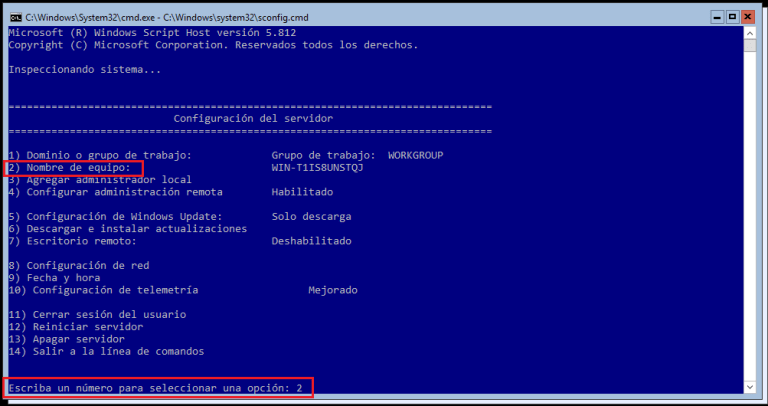 C:\Windows\System32\cmd.exe - C:\Windows\system32\sconfig.cmd
Microsoft (R) Windows Script Host versión 5.812
Copyright (C) Microsoft Corporation. Reservados todos los derechos.
Inspeccionando sistema...
===============================================================================
Configuración del servidor
===============================================================================
1) Dominio o grupo de trabajo: Grupo de trabajo: WORKGROUP
2) Nombre de equipo: WIN-T1IS8UNSTQJ
3) Agregar administrador local
4) Configurar administración remota Habilitado
5) Configuración de Windows Update: Solo descarga
6) Descargar e instalar actualizaciones
7) Escritorio remoto: Deshabilitado
8) Configuración de red
9) Fecha y hora
10) Configuración de telemetría Mejorado
11) Cerrar sesión del usuario
12) Reiniciar servidor
13) Apagar servidor
14) Salir a la línea de comandos
Escriba un número para seleccionar una opción: 2